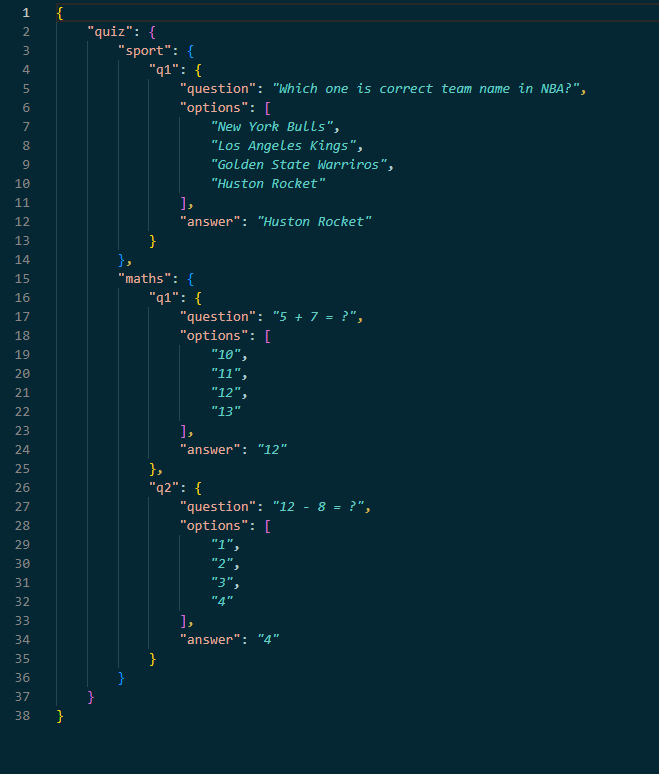 1 {
2     "quiz": {
3         "sport": {
4             "q1": {
5                 "question": "Which one is correct team name in NBA?",
6                 "options": [
7                     "New York Bulls",
8                     "Los Angeles Kings",
9                     "Golden State Warriros",
10                     "Huston Rocket"
11                 ],
12                 "answer": "Huston Rocket"
13             }
14         },
15         "maths": {
16             "q1": {
17                 "question": "5 + 7 = ?",
18                 "options": [
19                     "10",
20                     "11",
21                     "12",
22                     "13"
23                 ],
24                 "answer": "12"
25             },
26             "q2": {
27                 "question": "12 - 8 = ?",
28                 "options": [
29                     "1",
30                     "2",
31                     "3",
32                     "4"
33                 ],
34                 "answer": "4"
35             }
36         }
37     }
38 }